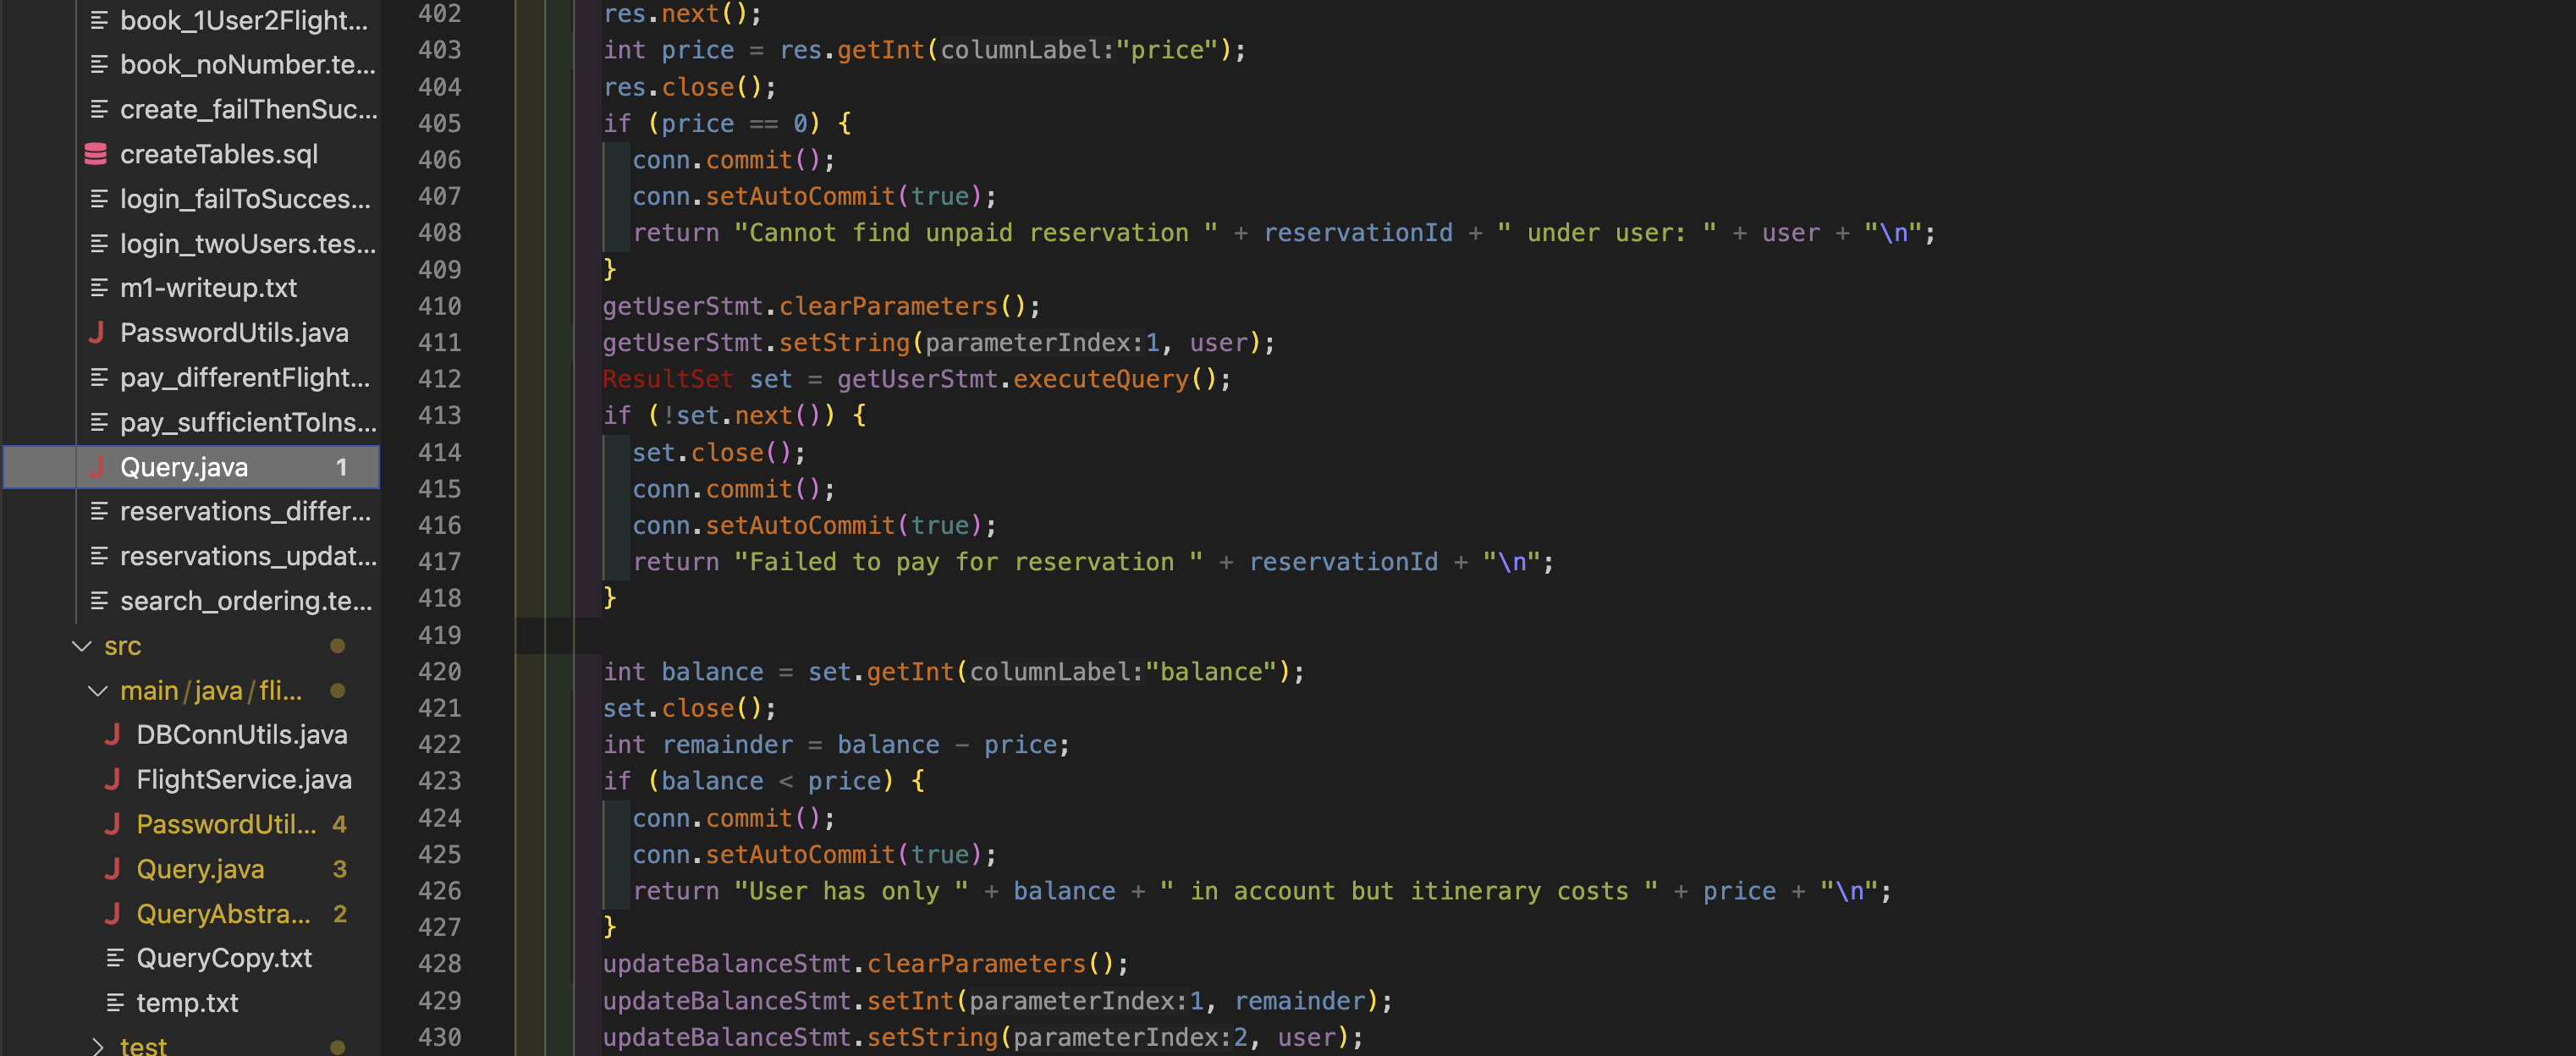 book_1User2Flight...
book_noNumber.te...
create_failThenSuc...
createTables.sql
login_failToSucces...
login_twoUsers.tes...
m1-writeup.txt
PasswordUtils.java
pay_differentFlight...
pay_sufficientToIns...
Query.java 1
reservations_differ...
reservations_updat...
search_ordering.te...
src
main/java/fli...
DBConnUtils.java
FlightService.java
PasswordUtil... 4
Query.java 3
QueryAbstra... 2
QueryCopy.txt
temp.txt
test
402 res.next();
403 int price = res.getInt(columnLabel:"price");
404 res.close();
405 if (price == 0) {
406 conn.commit();
407 conn.setAutoCommit(true);
408 return "Cannot find unpaid reservation " + reservationId + " under user: " + user + "\n";
409 }
410 getUserStmt.clearParameters();
411 getUserStmt.setString(parameterIndex:1, user);
412 ResultSet set = getUserStmt.executeQuery();
413 if (!set.next()) {
414 set.close();
415 conn.commit();
416 conn.setAutoCommit(true);
417 return "Failed to pay for reservation " + reservationId + "\n";
418 }
419
420 int balance = set.getInt(columnLabel:"balance");
421 set.close();
422 int remainder = balance - price;
423 if (balance < price) {
424 conn.commit();
425 conn.setAutoCommit(true);
426 return "User has only " + balance + " in account but itinerary costs " + price + "\n";
427 }
428 updateBalanceStmt.clearParameters();
429 updateBalanceStmt.setInt(parameterIndex:1, remainder);
430 updateBalanceStmt.setString(parameterIndex:2, user);